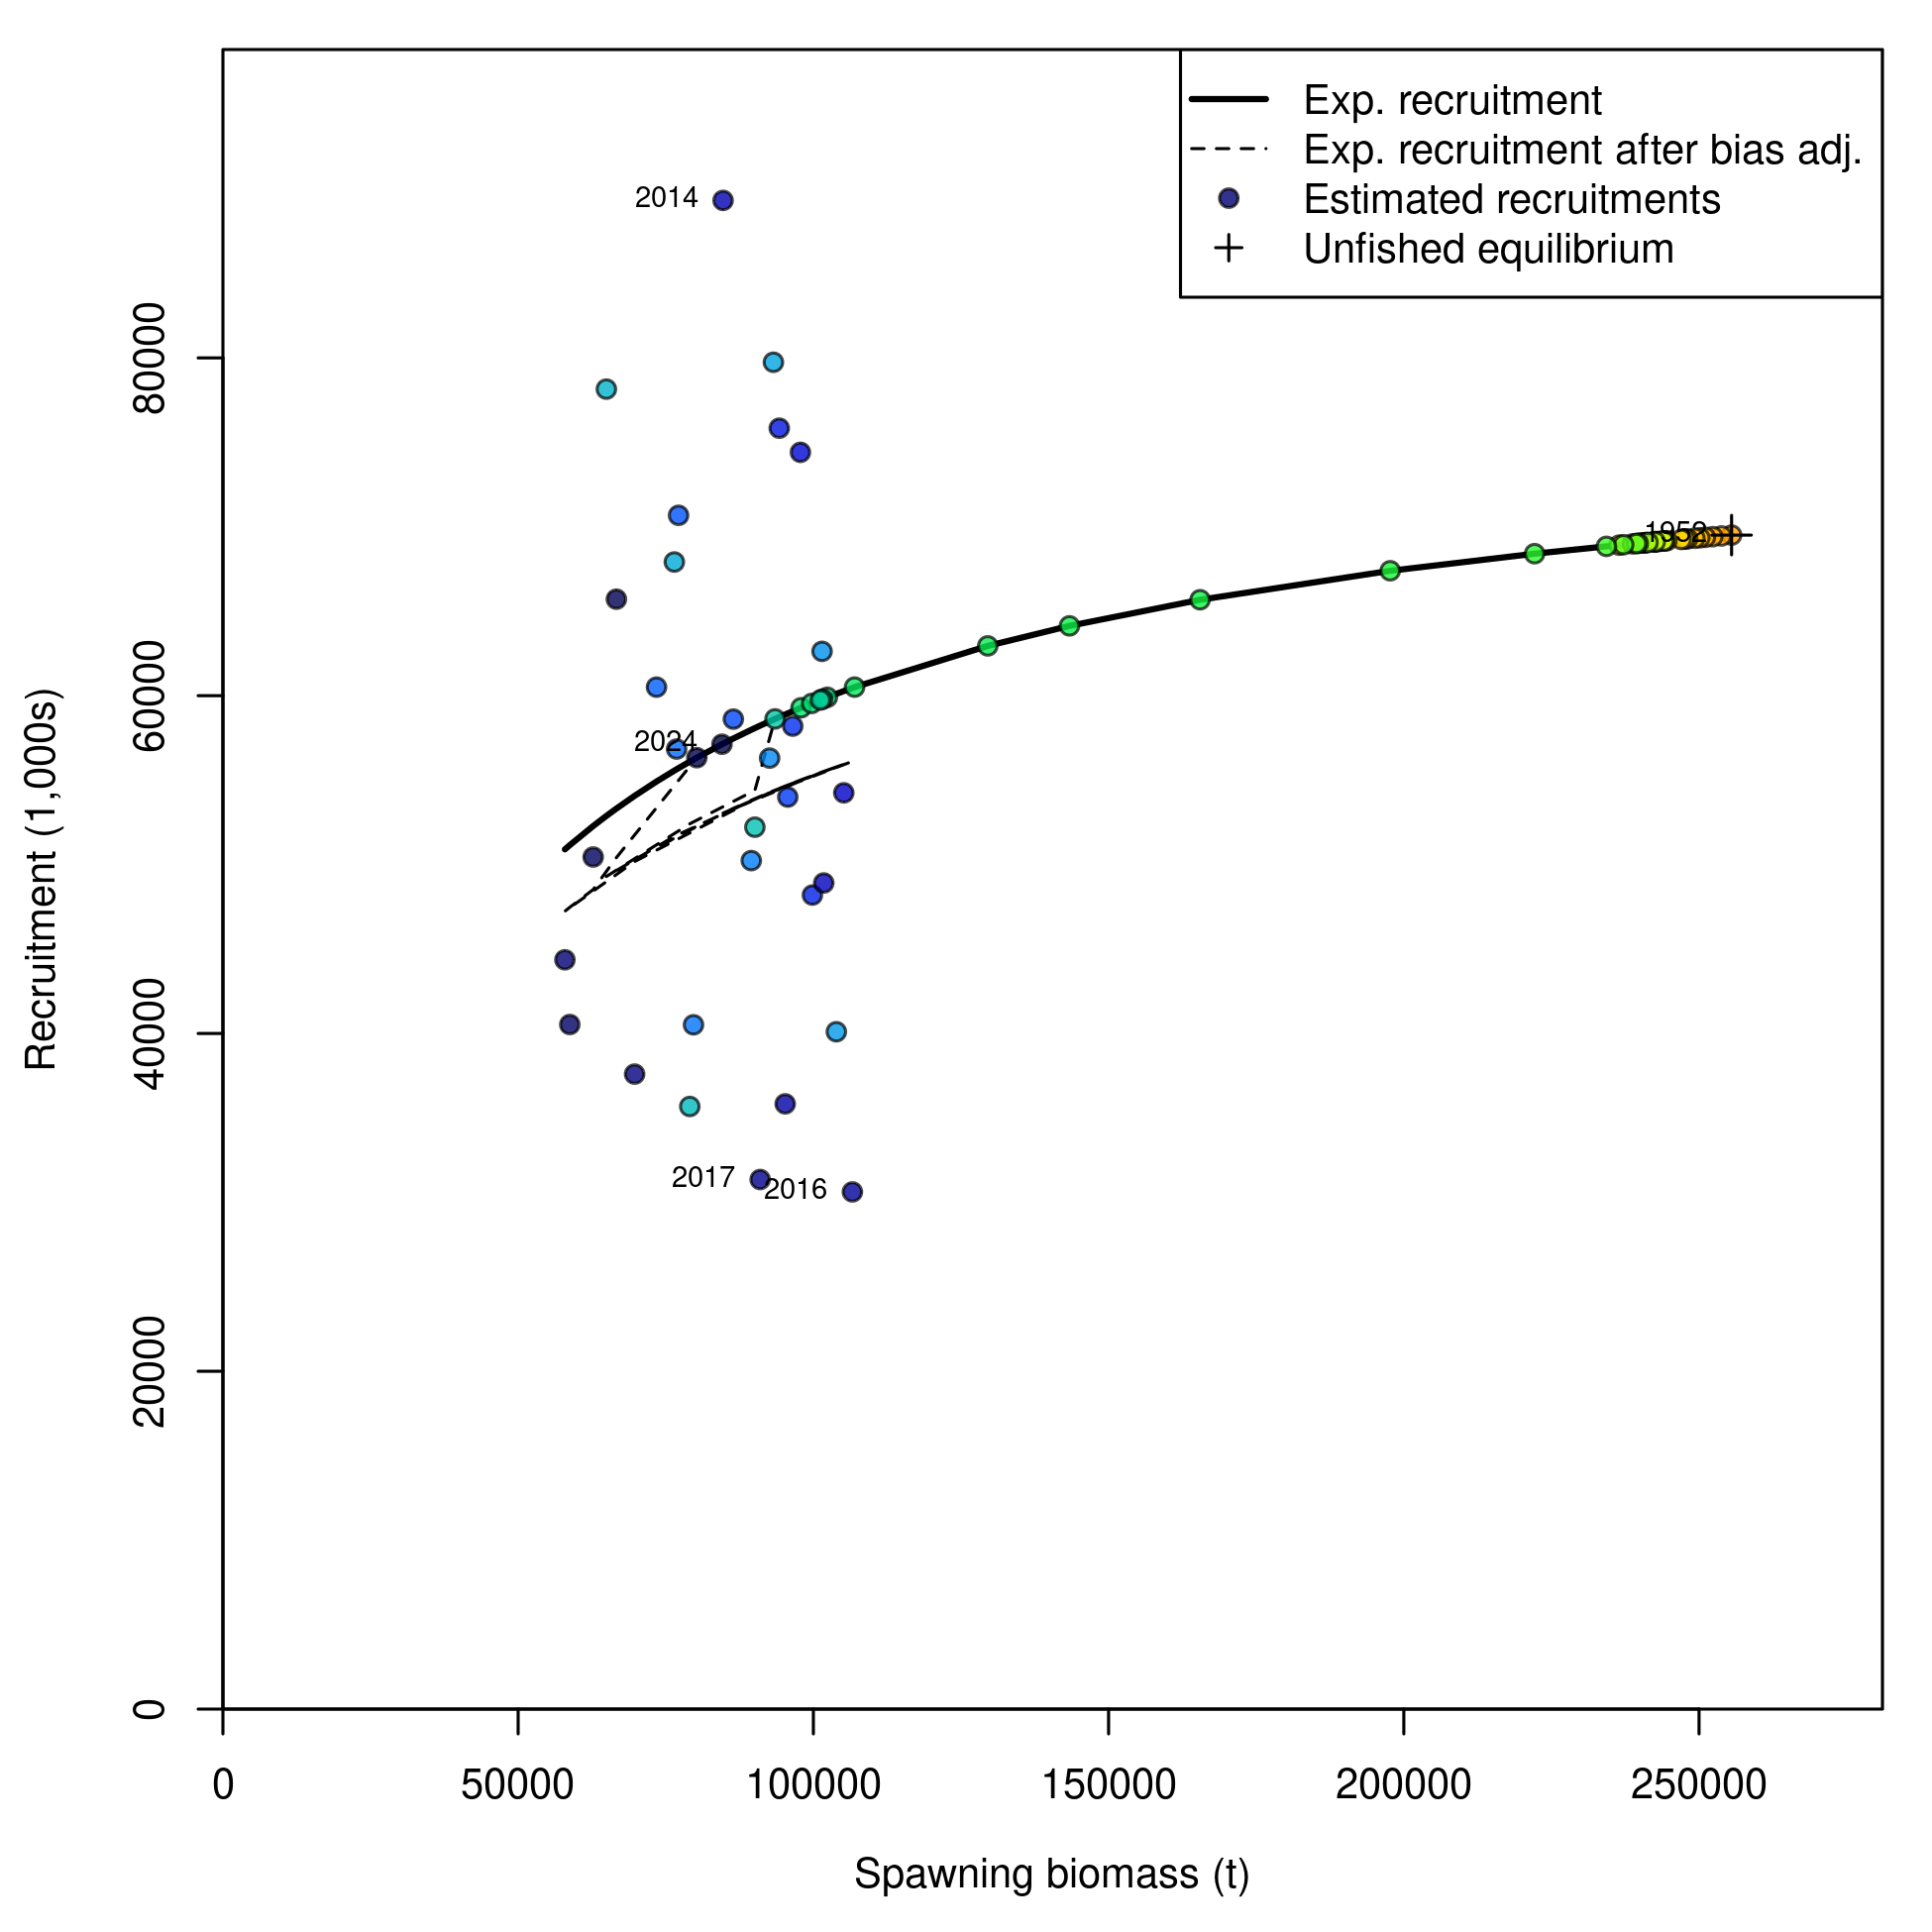 Exp. recruitment
Exp. recruitment after bias adj.
Estimated recruitments
Unfished equilibrium
2014
1952
2024
2017
2016
Recruitment (1,000s)
80000
60000
40000
20000
0
0
50000
100000
150000
200000
250000
Spawning biomass (t)